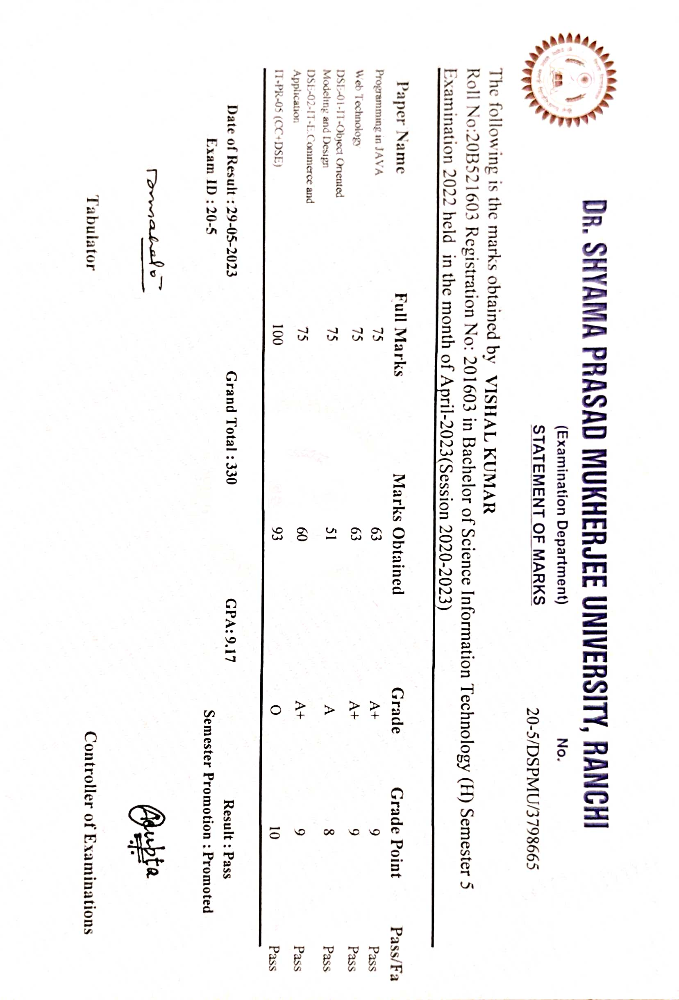 DR. SHYAMA PRASAD MUKHERJEE UNIVERSITY, RANCHI
(Examination Department)
No.
STATEMENT OF MARKS
20-5/DSPMU/3798665
The following is the marks obtained by VISHAL KUMAR
Roll No:20B521603 Registration No: 201603 in Bachelor of Science Information Technology (H) Semester 5
Examination 2022 held in the month of April-2023(Session 2020-2023)
Paper Name Full Marks Marks Obtained Grade Grade Point Pass/Fa
Programming in JAVA 75 63 A+ 9 Pass
Web Technology 75 63 A+ 9 Pass
DSE-01-IT-Object Oriented
Modeling and Design 75 51 A 8 Pass
DSE-02-IT-E.Commerce and
Application 75 60 A+ 9 Pass
IT-PR-05 (CC+DSE) 100 93 O 10 Pass
Date of Result : 29-05-2023 Grand Total : 330 GPA: 9.17 Result : Pass
Exam ID : 20-5 Semester Promotion : Promoted
Tabulator Controller of Examinations